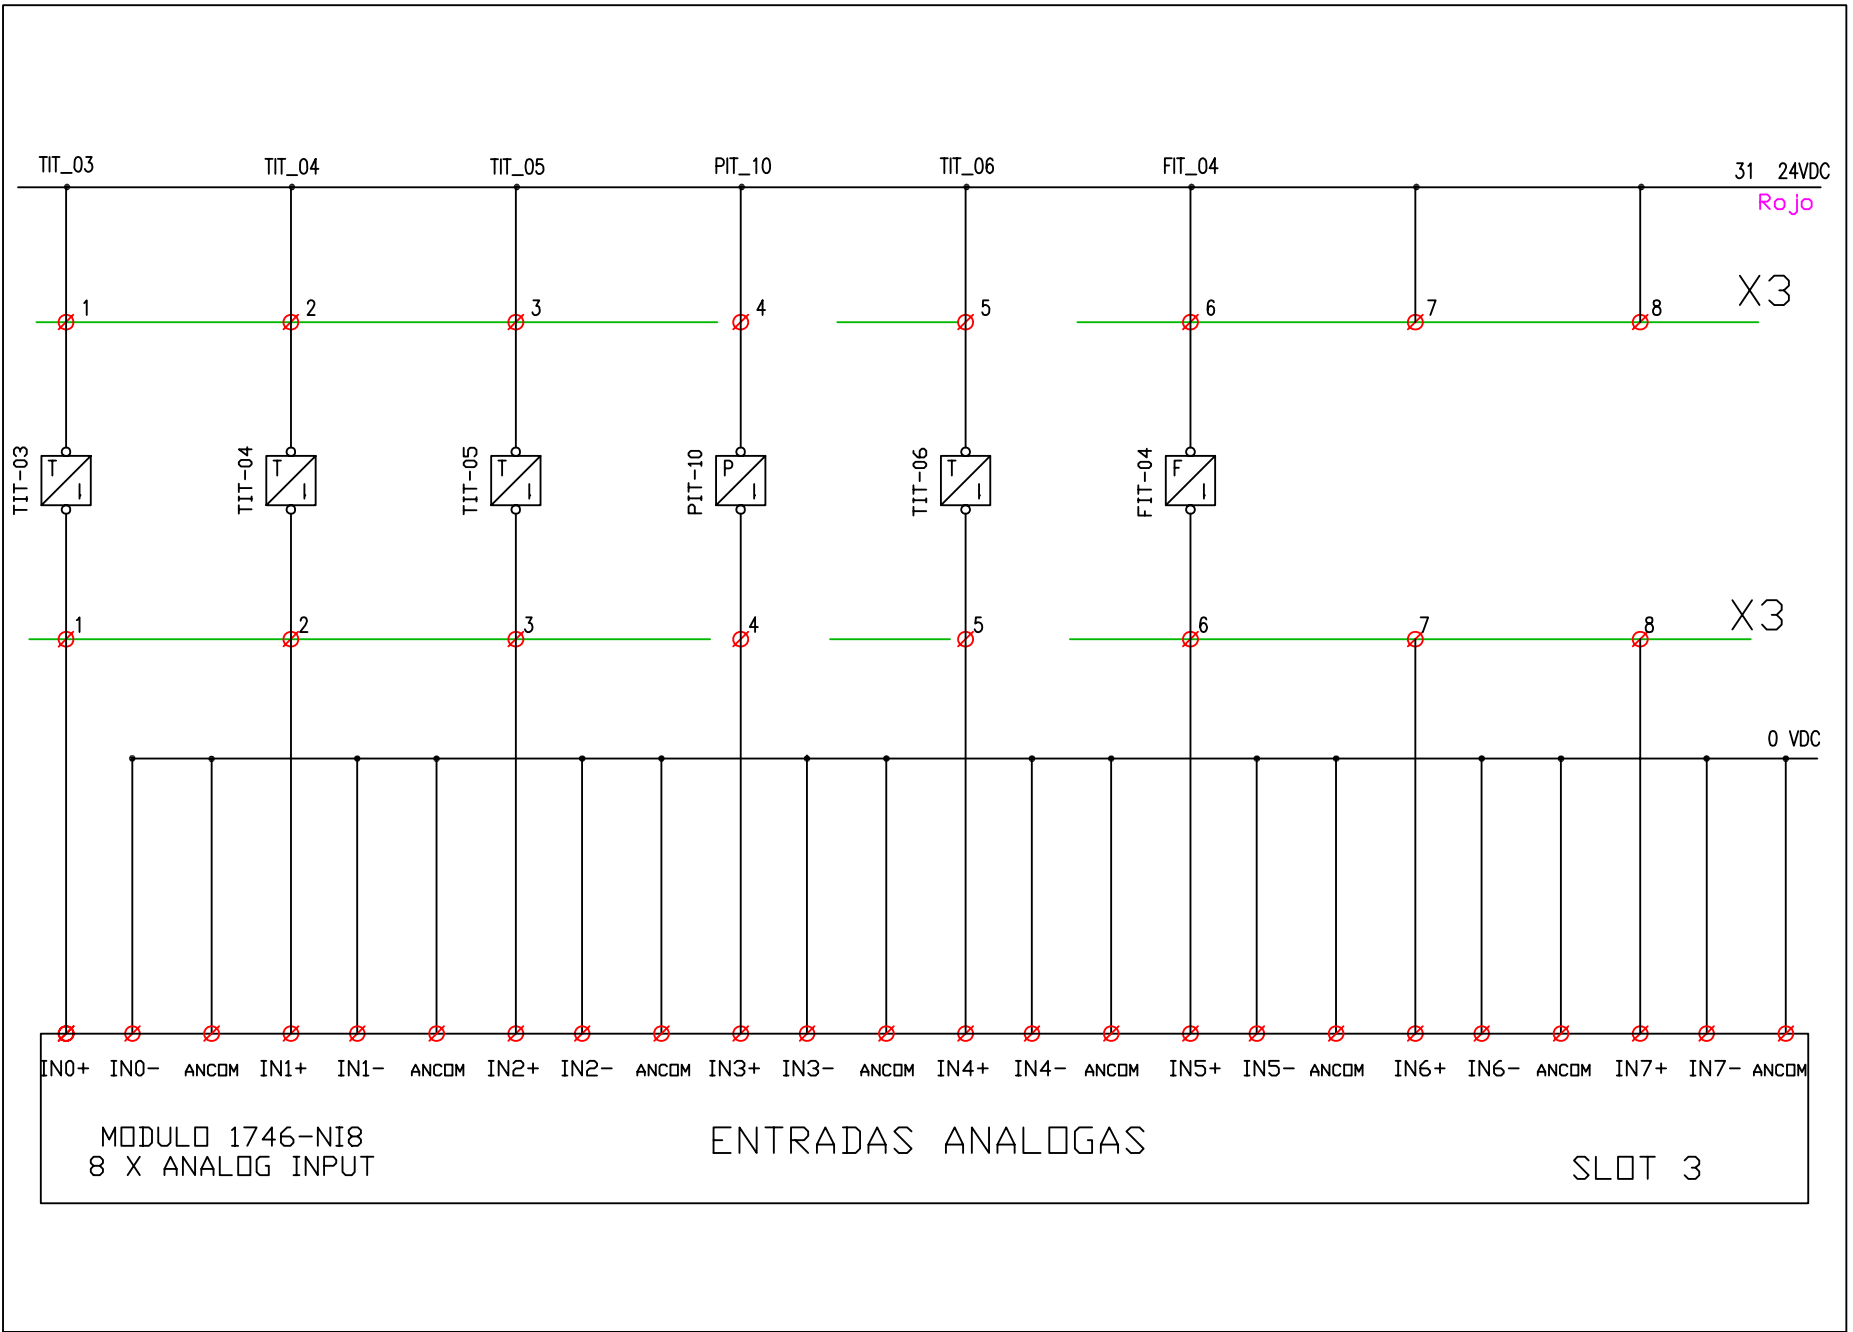 TIT_03 TIT_04 TIT_05 PIT_10 TIT_06 FIT_04 31 24VDC
Rojo
X3
1 2 3 4 5 6 7 8
TIT-03 TIT-04 TIT-05 PIT-10 TIT-06 FIT-04
T T T P T F
I I I I I I
X3
1 2 3 4 5 6 7 8
0 VDC
IN0+ IN0- ANCOM IN1+ IN1- ANCOM IN2+ IN2- ANCOM IN3+ IN3- ANCOM IN4+ IN4- ANCOM IN5+ IN5- ANCOM IN6+ IN6- ANCOM IN7+ IN7- ANCOM
MODULO 1746-NI8
8 X ANALOG INPUT
ENTRADAS ANALOGAS
SLOT 3